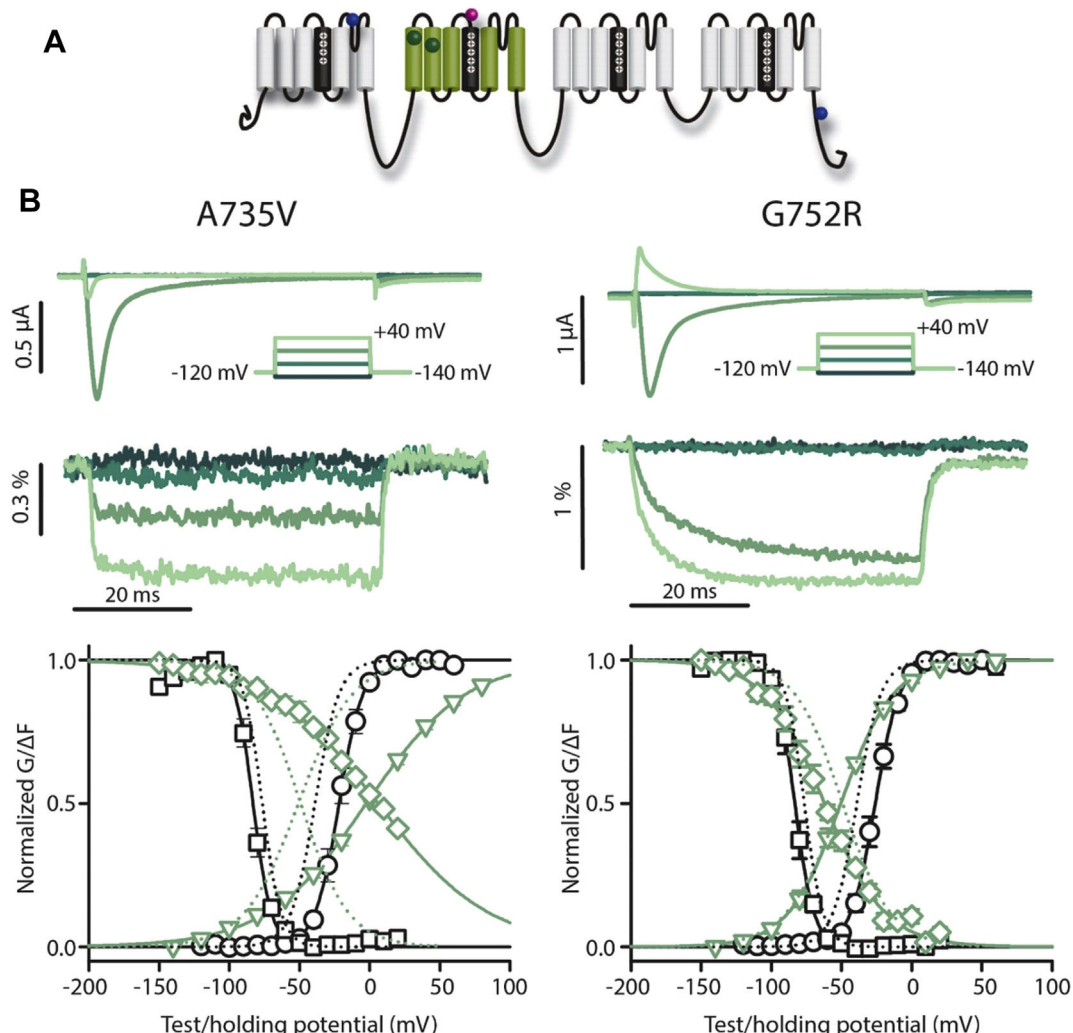 A
B
A735V
G752R
0.5 µA
+40 mV
-120 mV
-140 mV
1 µA
+40 mV
-120 mV
-140 mV
0.3 %
20 ms
1 %
20 ms
Normalized G/ΔF
1.0
0.5
0.0
-200 -150 -100 -50 0 50 100
Test/holding potential (mV)
Normalized G/ΔF
1.0
0.5
0.0
-200 -150 -100 -50 0 50 100
Test/holding potential (mV)